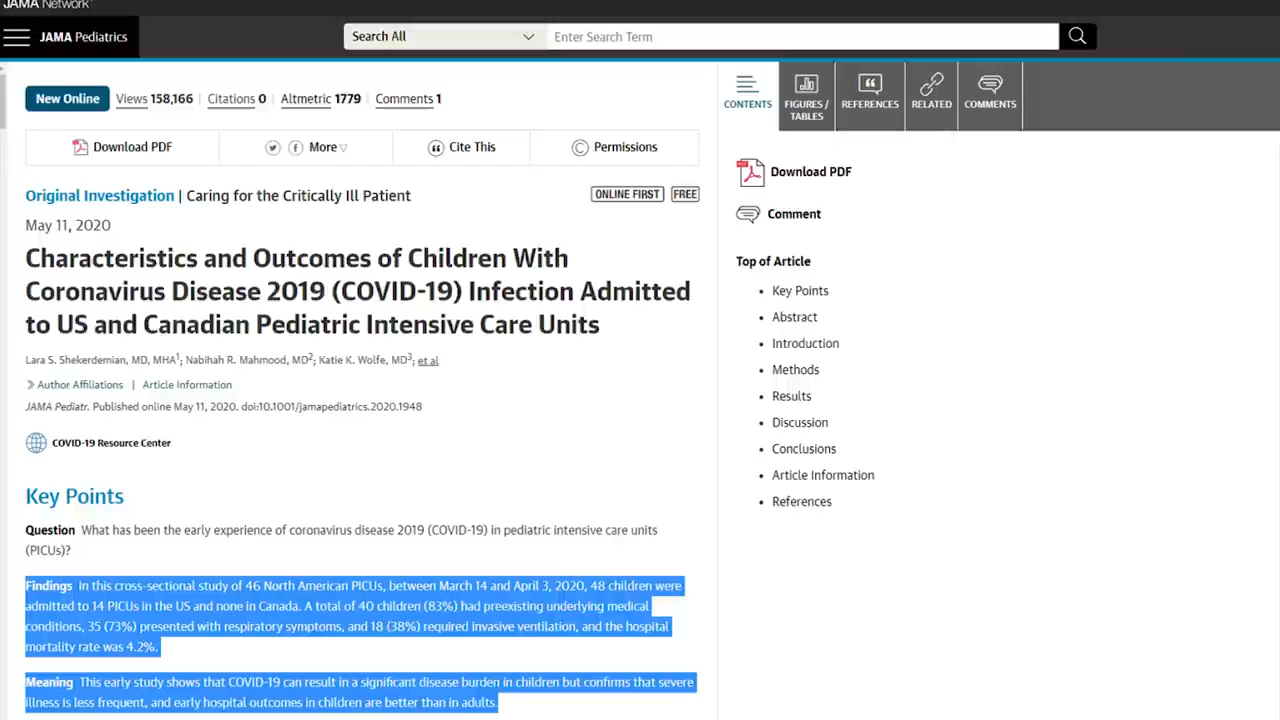 JAMA Network
JAMA Pediatrics
Search All
Enter Search Term
New Online
Views 158,166
Citations 0
Altmetric 1779
Comments 1
Download PDF
More
Cite This
Permissions
Original Investigation | Caring for the Critically Ill Patient
ONLINE FIRST
FREE
May 11, 2020
Characteristics and Outcomes of Children With
Coronavirus Disease 2019 (COVID-19) Infection Admitted
to US and Canadian Pediatric Intensive Care Units
Lara S. Shekerdemian, MD, MHA1; Nabihah R. Mahmood, MD2; Katie K. Wolfe, MD3; et al
Author Affiliations | Article Information
JAMA Pediatr. Published online May 11, 2020. doi:10.1001/jamapediatrics.2020.1948
COVID-19 Resource Center
Key Points
Question What has been the early experience of coronavirus disease 2019 (COVID-19) in pediatric intensive care units
(PICUs)?
Findings In this cross-sectional study of 46 North American PICUs, between March 14 and April 3, 2020, 48 children were
admitted to 14 PICUs in the US and none in Canada. A total of 40 children (83%) had preexisting underlying medical
conditions, 35 (73%) presented with respiratory symptoms, and 18 (38%) required invasive ventilation, and the hospital
mortality rate was 4.2%.
Meaning This early study shows that COVID-19 can result in a significant disease burden in children but confirms that severe
illness is less frequent, and early hospital outcomes in children are better than in adults.
CONTENTS
FIGURES /
TABLES
REFERENCES
RELATED
COMMENTS
Download PDF
Comment
Top of Article
Key Points
Abstract
Introduction
Methods
Results
Discussion
Conclusions
Article Information
References